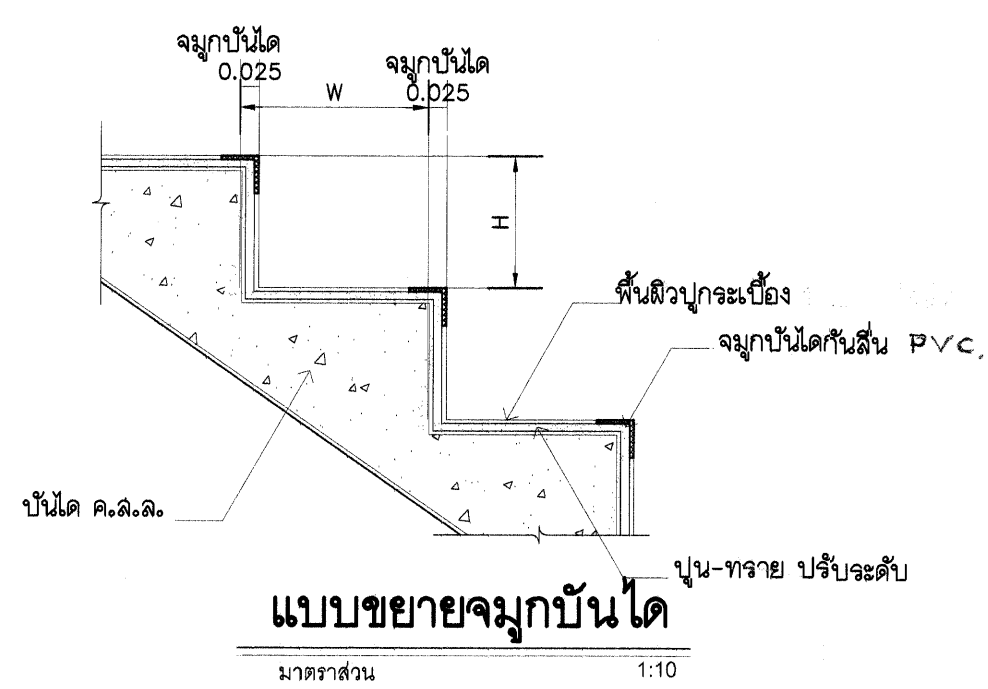 จมูกบันได
0.025
จมูกบันได
0.025
W
H
พื้นผิวปูกระเบื้อง
จมูกบันไดกันลื่น PVC.
บันได ค.ส.ล.
ปูน-ทราย ปรับระดับ
แบบขยายจมูกบันได
มาตราส่วน 1:10